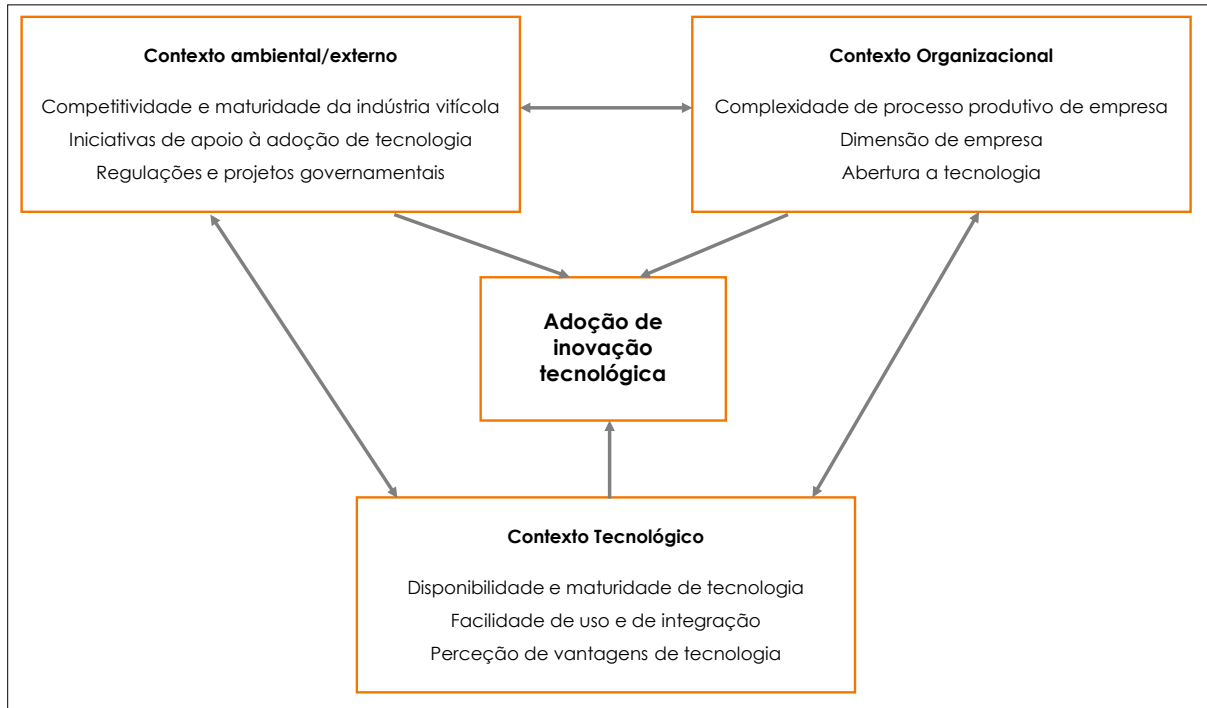 Contexto ambiental/externo
Competitividade e maturidade da indústria vitícola
Iniciativas de apoio à adoção de tecnologia
Regulações e projetos governamentais
Contexto Organizacional
Complexidade de processo produtivo de empresa
Dimensão de empresa
Abertura a tecnologia
Adoção de
inovação
tecnológica
Contexto Tecnológico
Disponibilidade e maturidade de tecnologia
Facilidade de uso e de integração
Perceção de vantagens de tecnologia